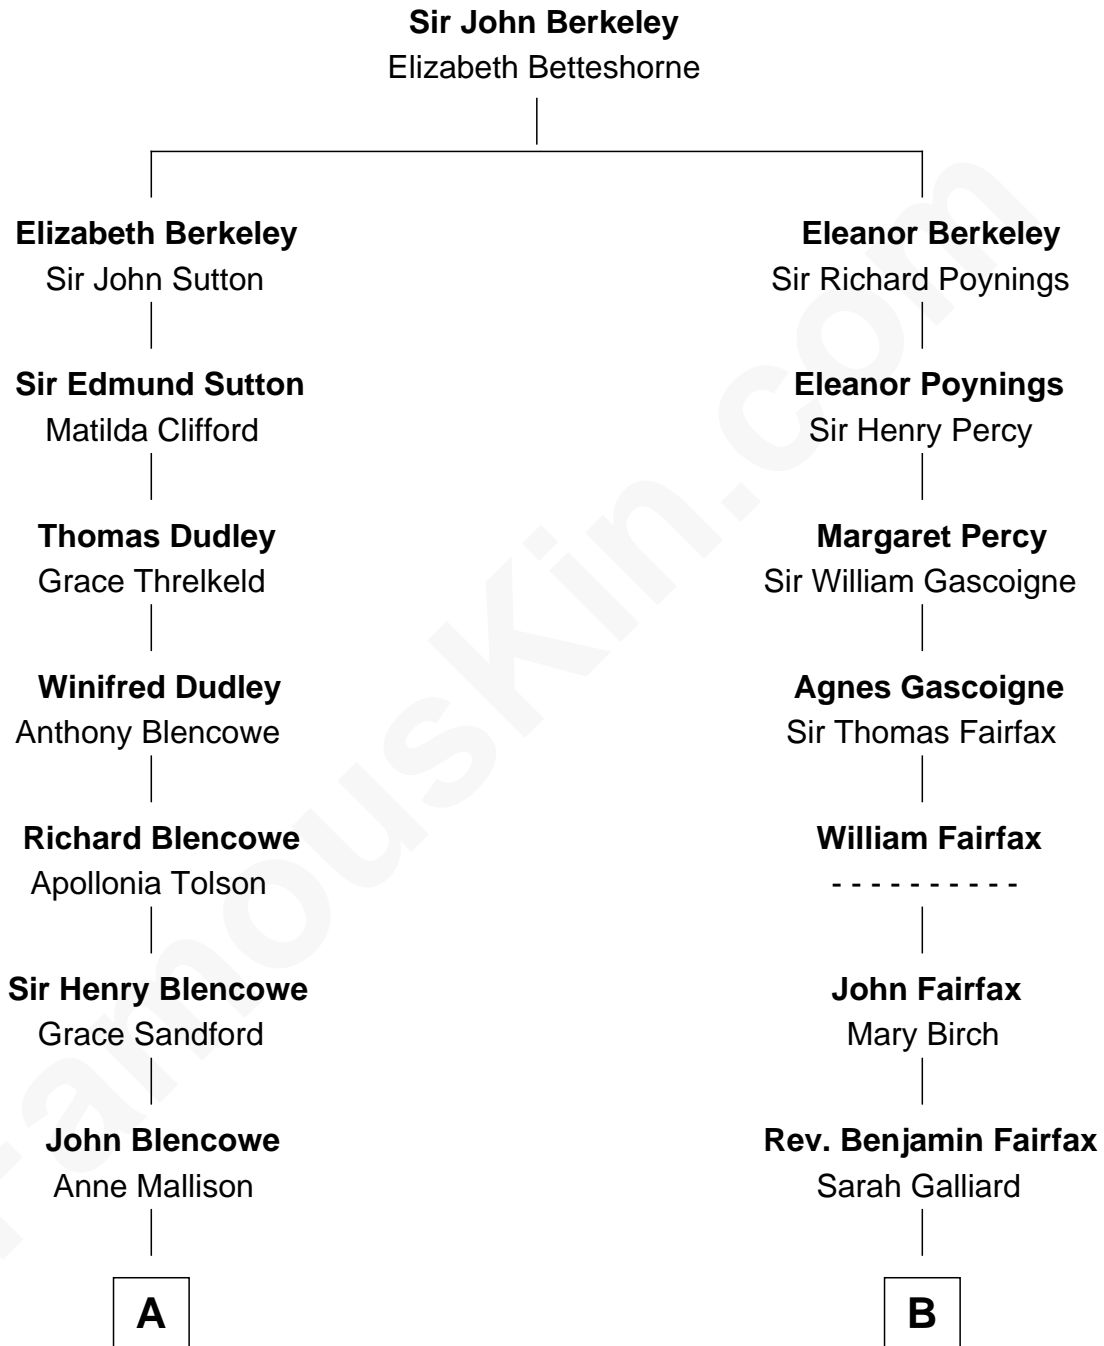 Sir John Berkeley
Elizabeth Betteshorne
Elizabeth Berkeley
Sir John Sutton
Sir Edmund Sutton
Matilda Clifford
Thomas Dudley
Grace Threlkeld
Winifred Dudley
Anthony Blencowe
Richard Blencowe
Apollonia Tolson
Sir Henry Blencowe
Grace Sandford
John Blencowe
Anne Mallison
A
Eleanor Berkeley
Sir Richard Poynings
Eleanor Poynings
Sir Henry Percy
Margaret Percy
Sir William Gascoigne
Agnes Gascoigne
Sir Thomas Fairfax
William Fairfax
- - - - - - - - - -
John Fairfax
Mary Birch
Rev. Benjamin Fairfax
Sarah Galliard
B
FamousKin.com